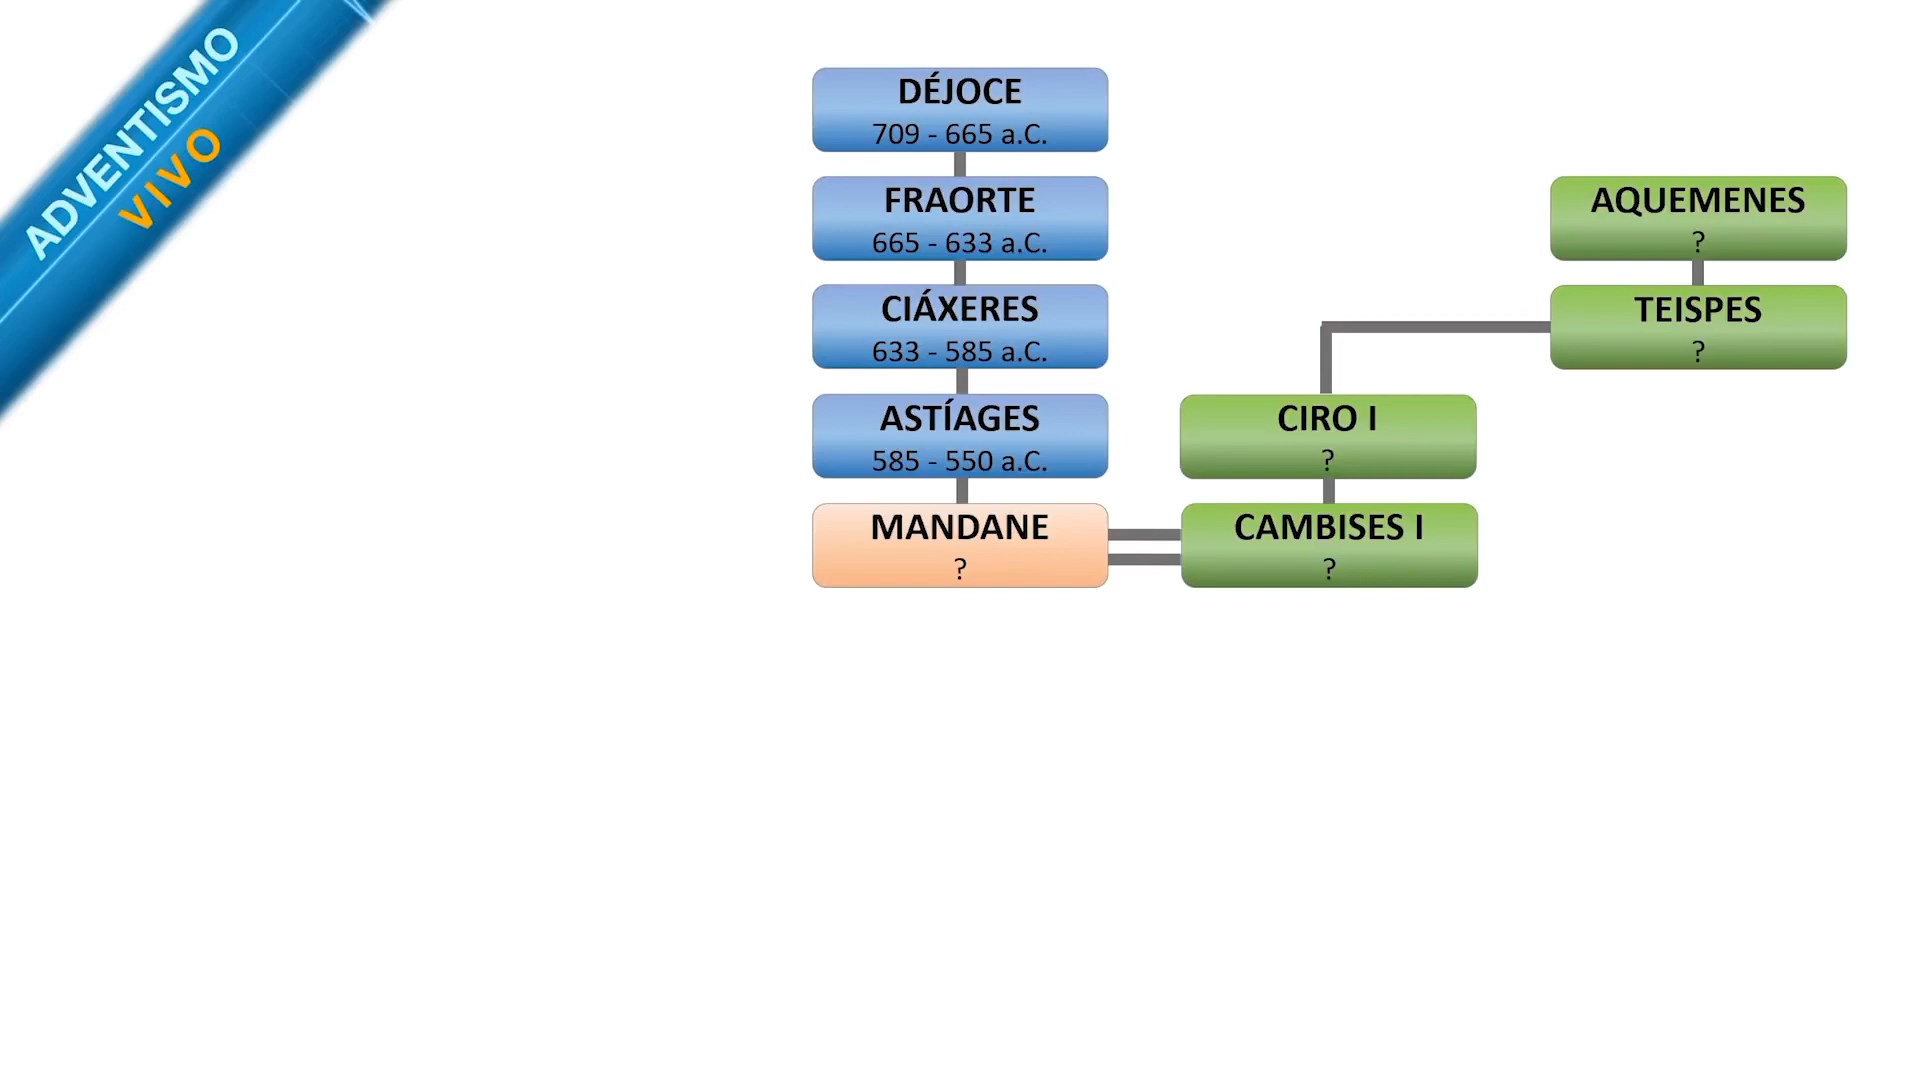 ADVENTISMO
VIVO
DÉJOCE
709 - 665 a.C.
FRAORTE
665 - 633 a.C.
CIÁXERES
633 - 585 a.C.
ASTÍAGES
585 - 550 a.C.
MANDANE
?
AQUEMENES
?
TEISPES
?
CIRO I
?
CAMBISES I
?